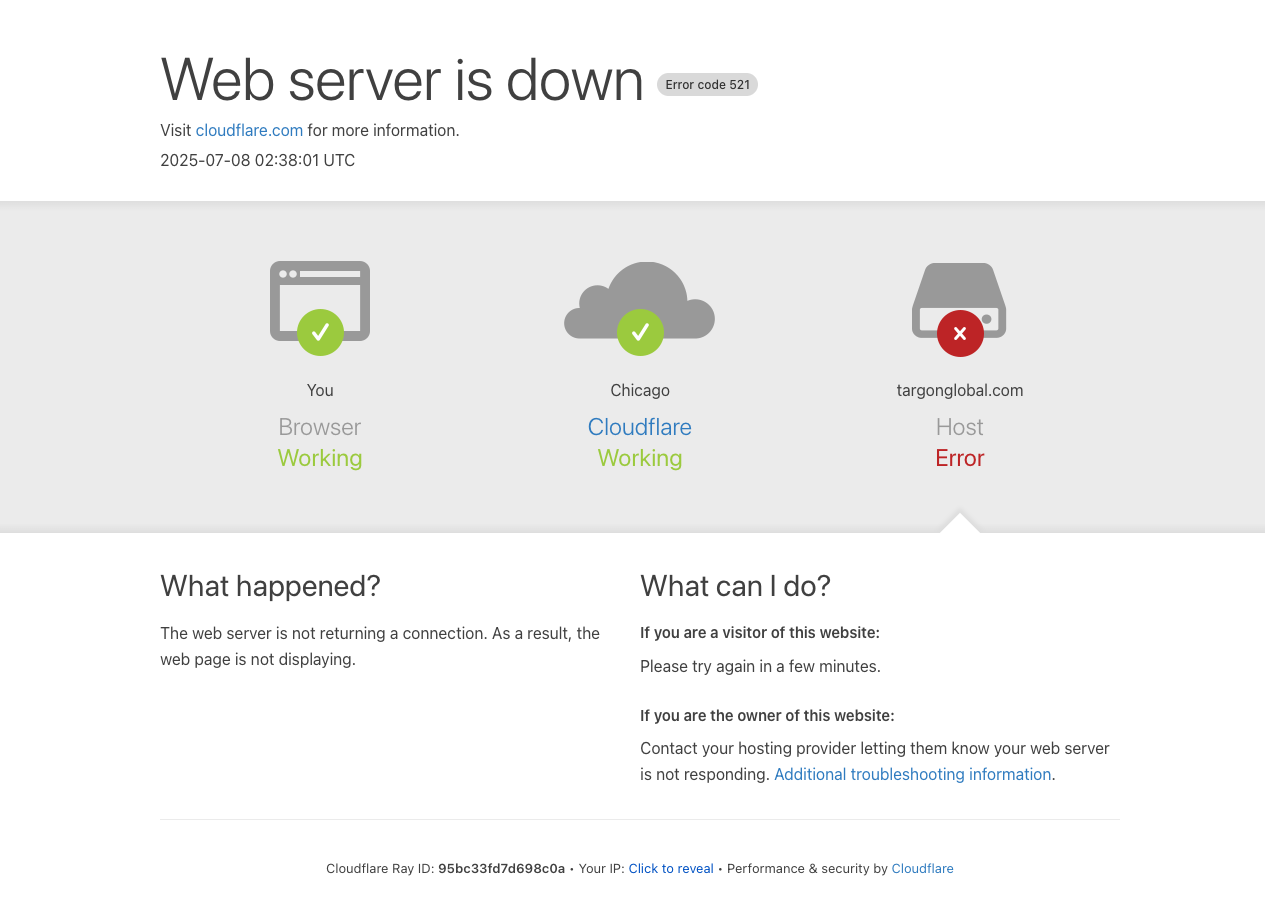 Web server is down Error code 521
Visit cloudflare.com for more information.
2025-07-08 02:38:01 UTC
You
Browser
Working
Chicago
Cloudflare
Working
targonglobal.com
Host
Error
What happened?
The web server is not returning a connection. As a result, the
web page is not displaying.
What can I do?
If you are a visitor of this website:
Please try again in a few minutes.
If you are the owner of this website:
Contact your hosting provider letting them know your web server
is not responding. Additional troubleshooting information.
Cloudflare Ray ID: 95bc33fd7d698c0a • Your IP: Click to reveal • Performance & security by Cloudflare